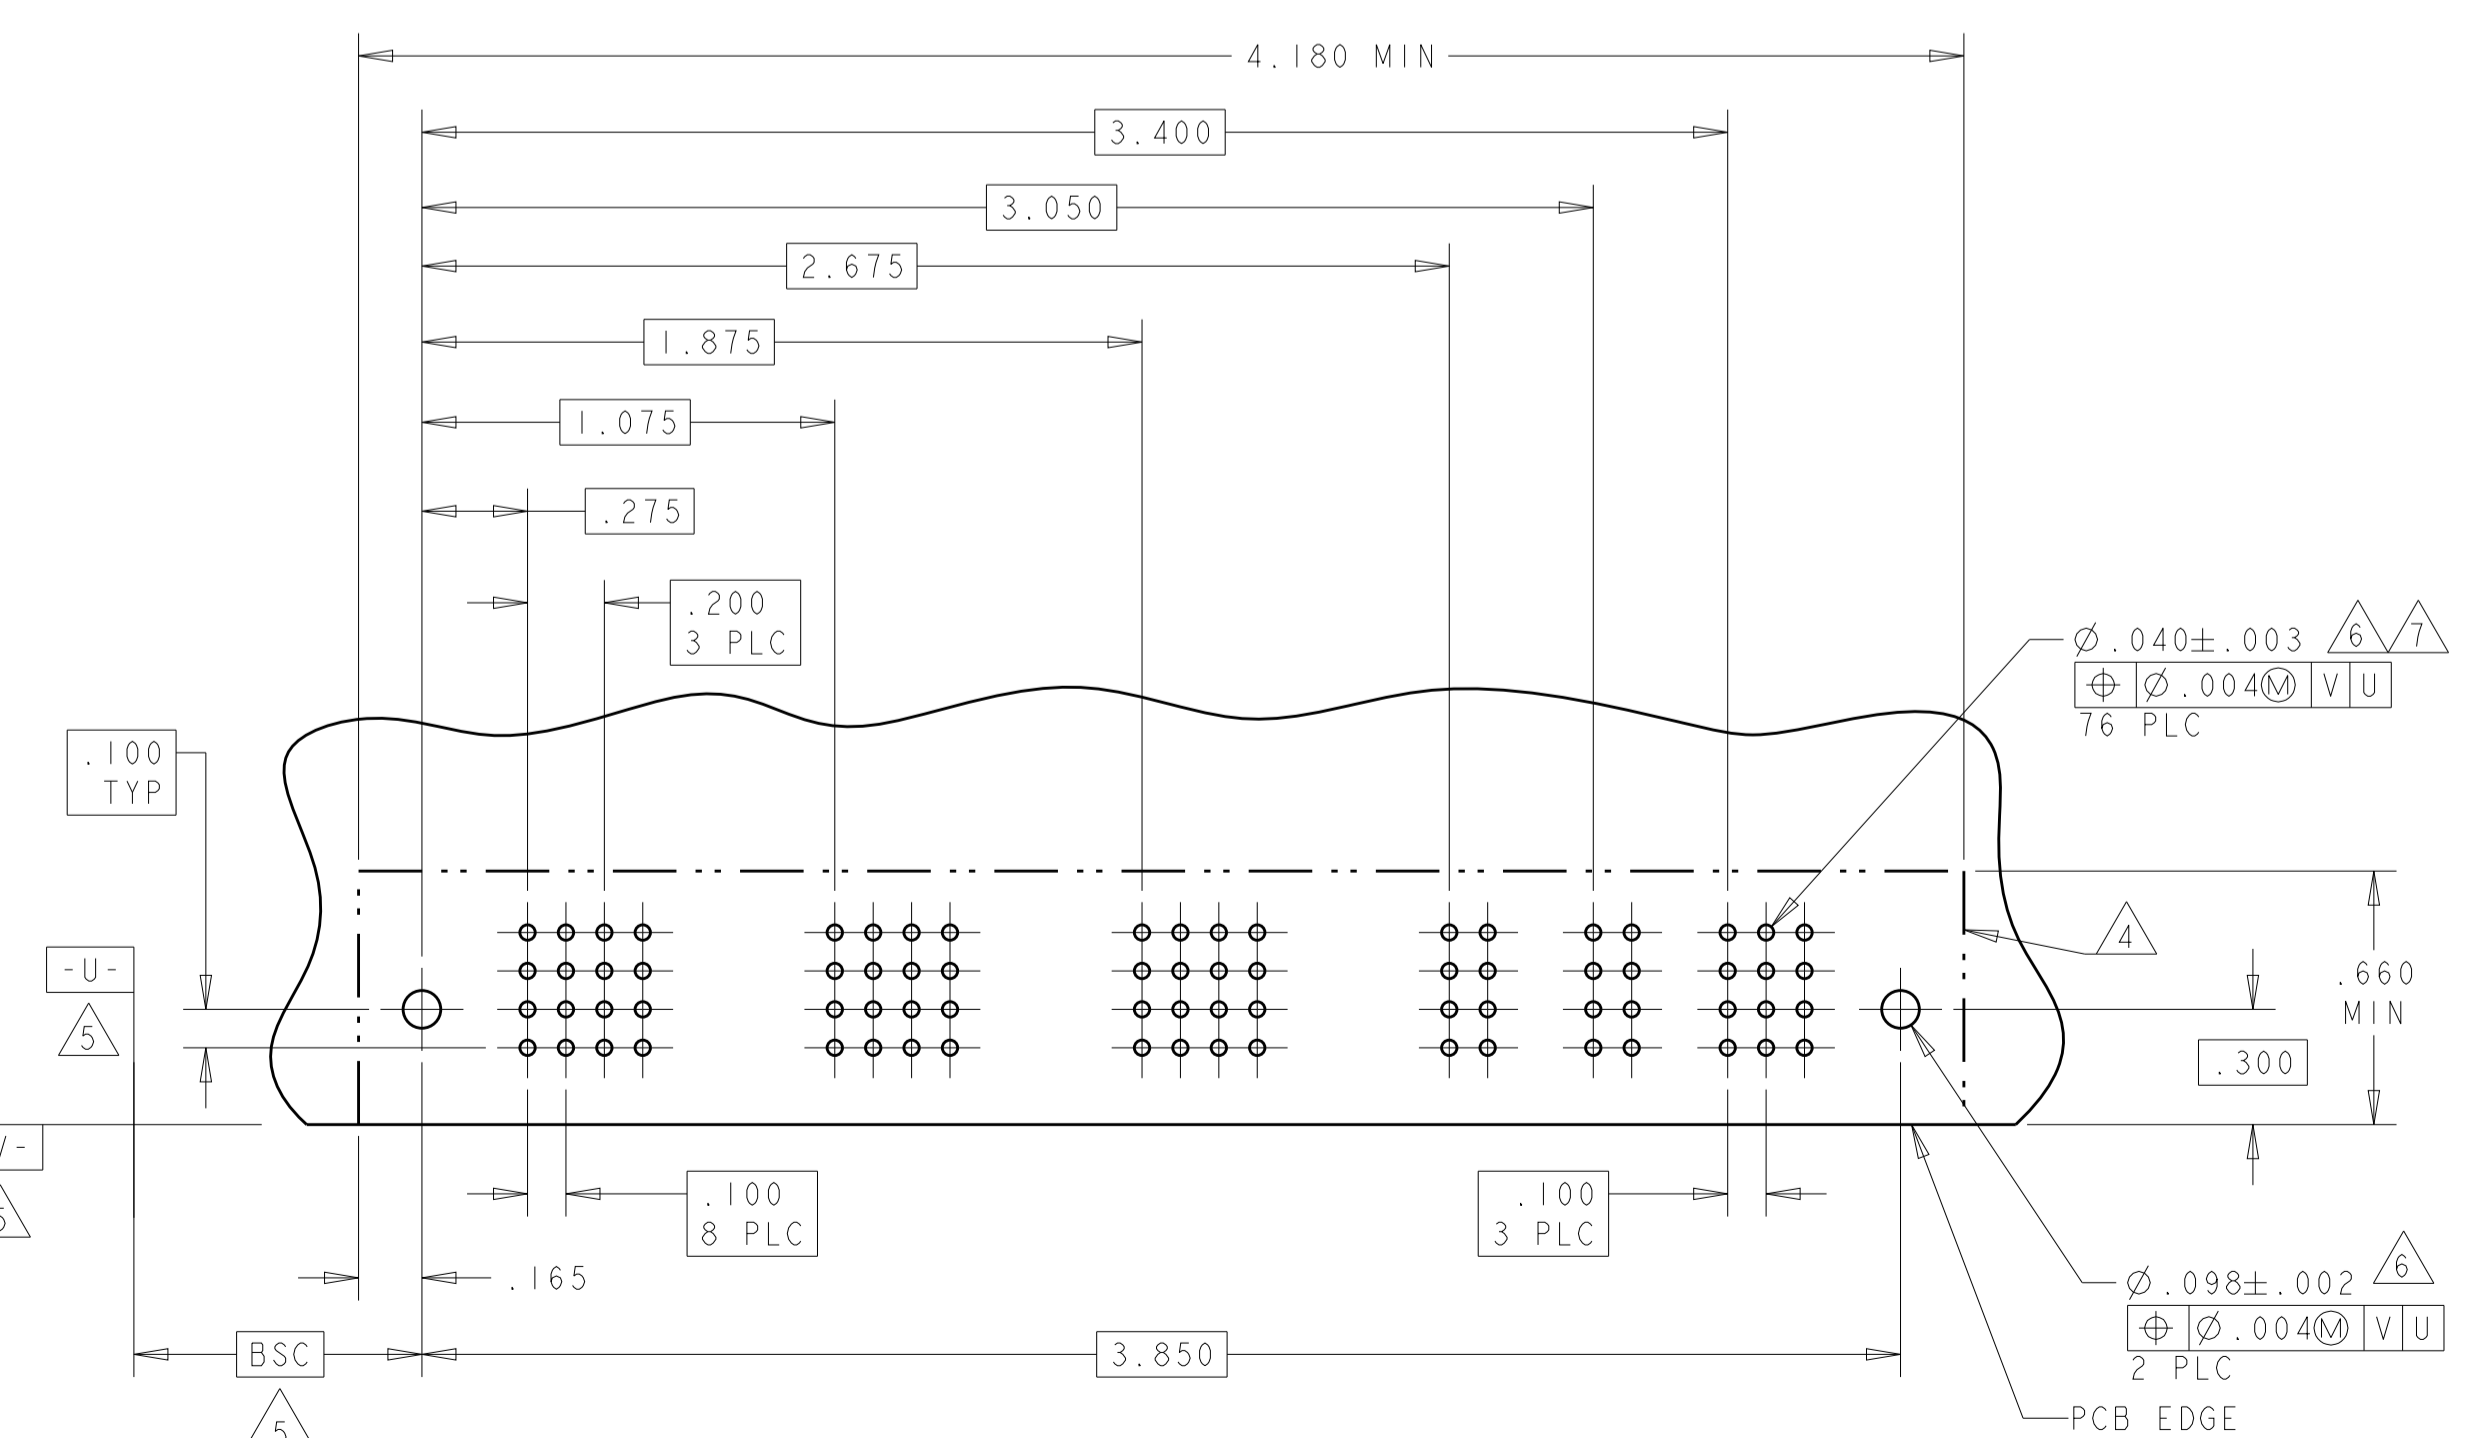 4.180 MIN
3.400
3.050
2.675
1.875
1.075
.275
.200
3 PLC
Ø.040±.003 6 7
⌖ Ø.004Ⓜ V U
76 PLC
.100
TYP
4
-U-
5
.660
MIN
.300
V-
5
.100
8 PLC
.100
3 PLC
.165
Ø.098±.002 6
⌖ Ø.004Ⓜ V U
2 PLC
BSC
3.850
5
PCB EDGE